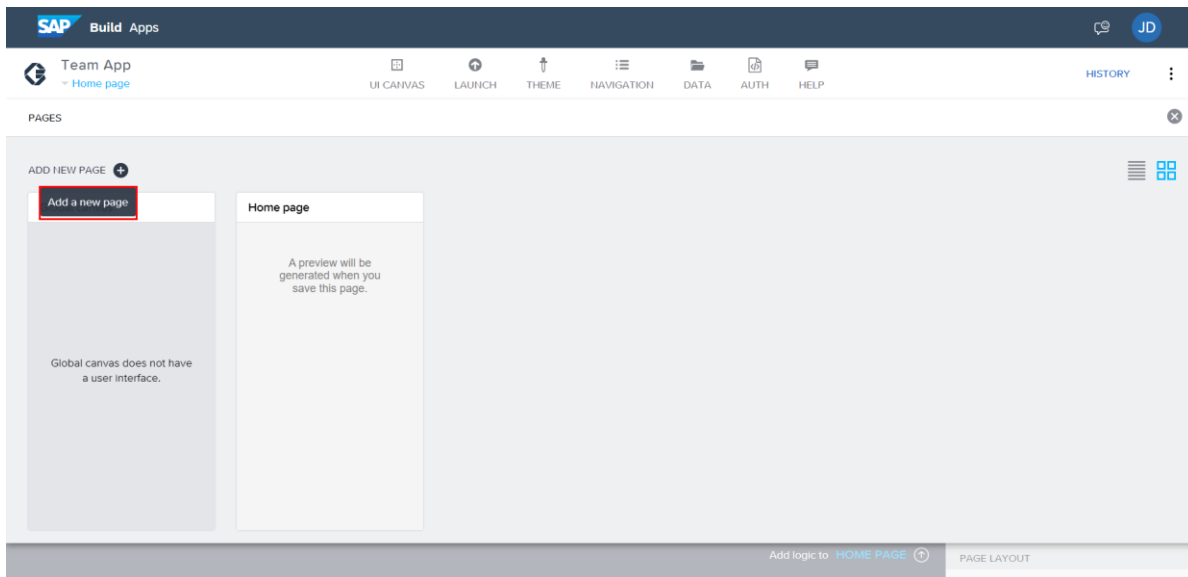 SAP Build Apps
JD
Team App
Home page
UI CANVAS
LAUNCH
THEME
NAVIGATION
DATA
AUTH
HELP
HISTORY
PAGES
ADD NEW PAGE
Add a new page
Home page
A preview will be
generated when you
save this page.
Global canvas does not have
a user interface.
Add logic to HOME PAGE
PAGE LAYOUT